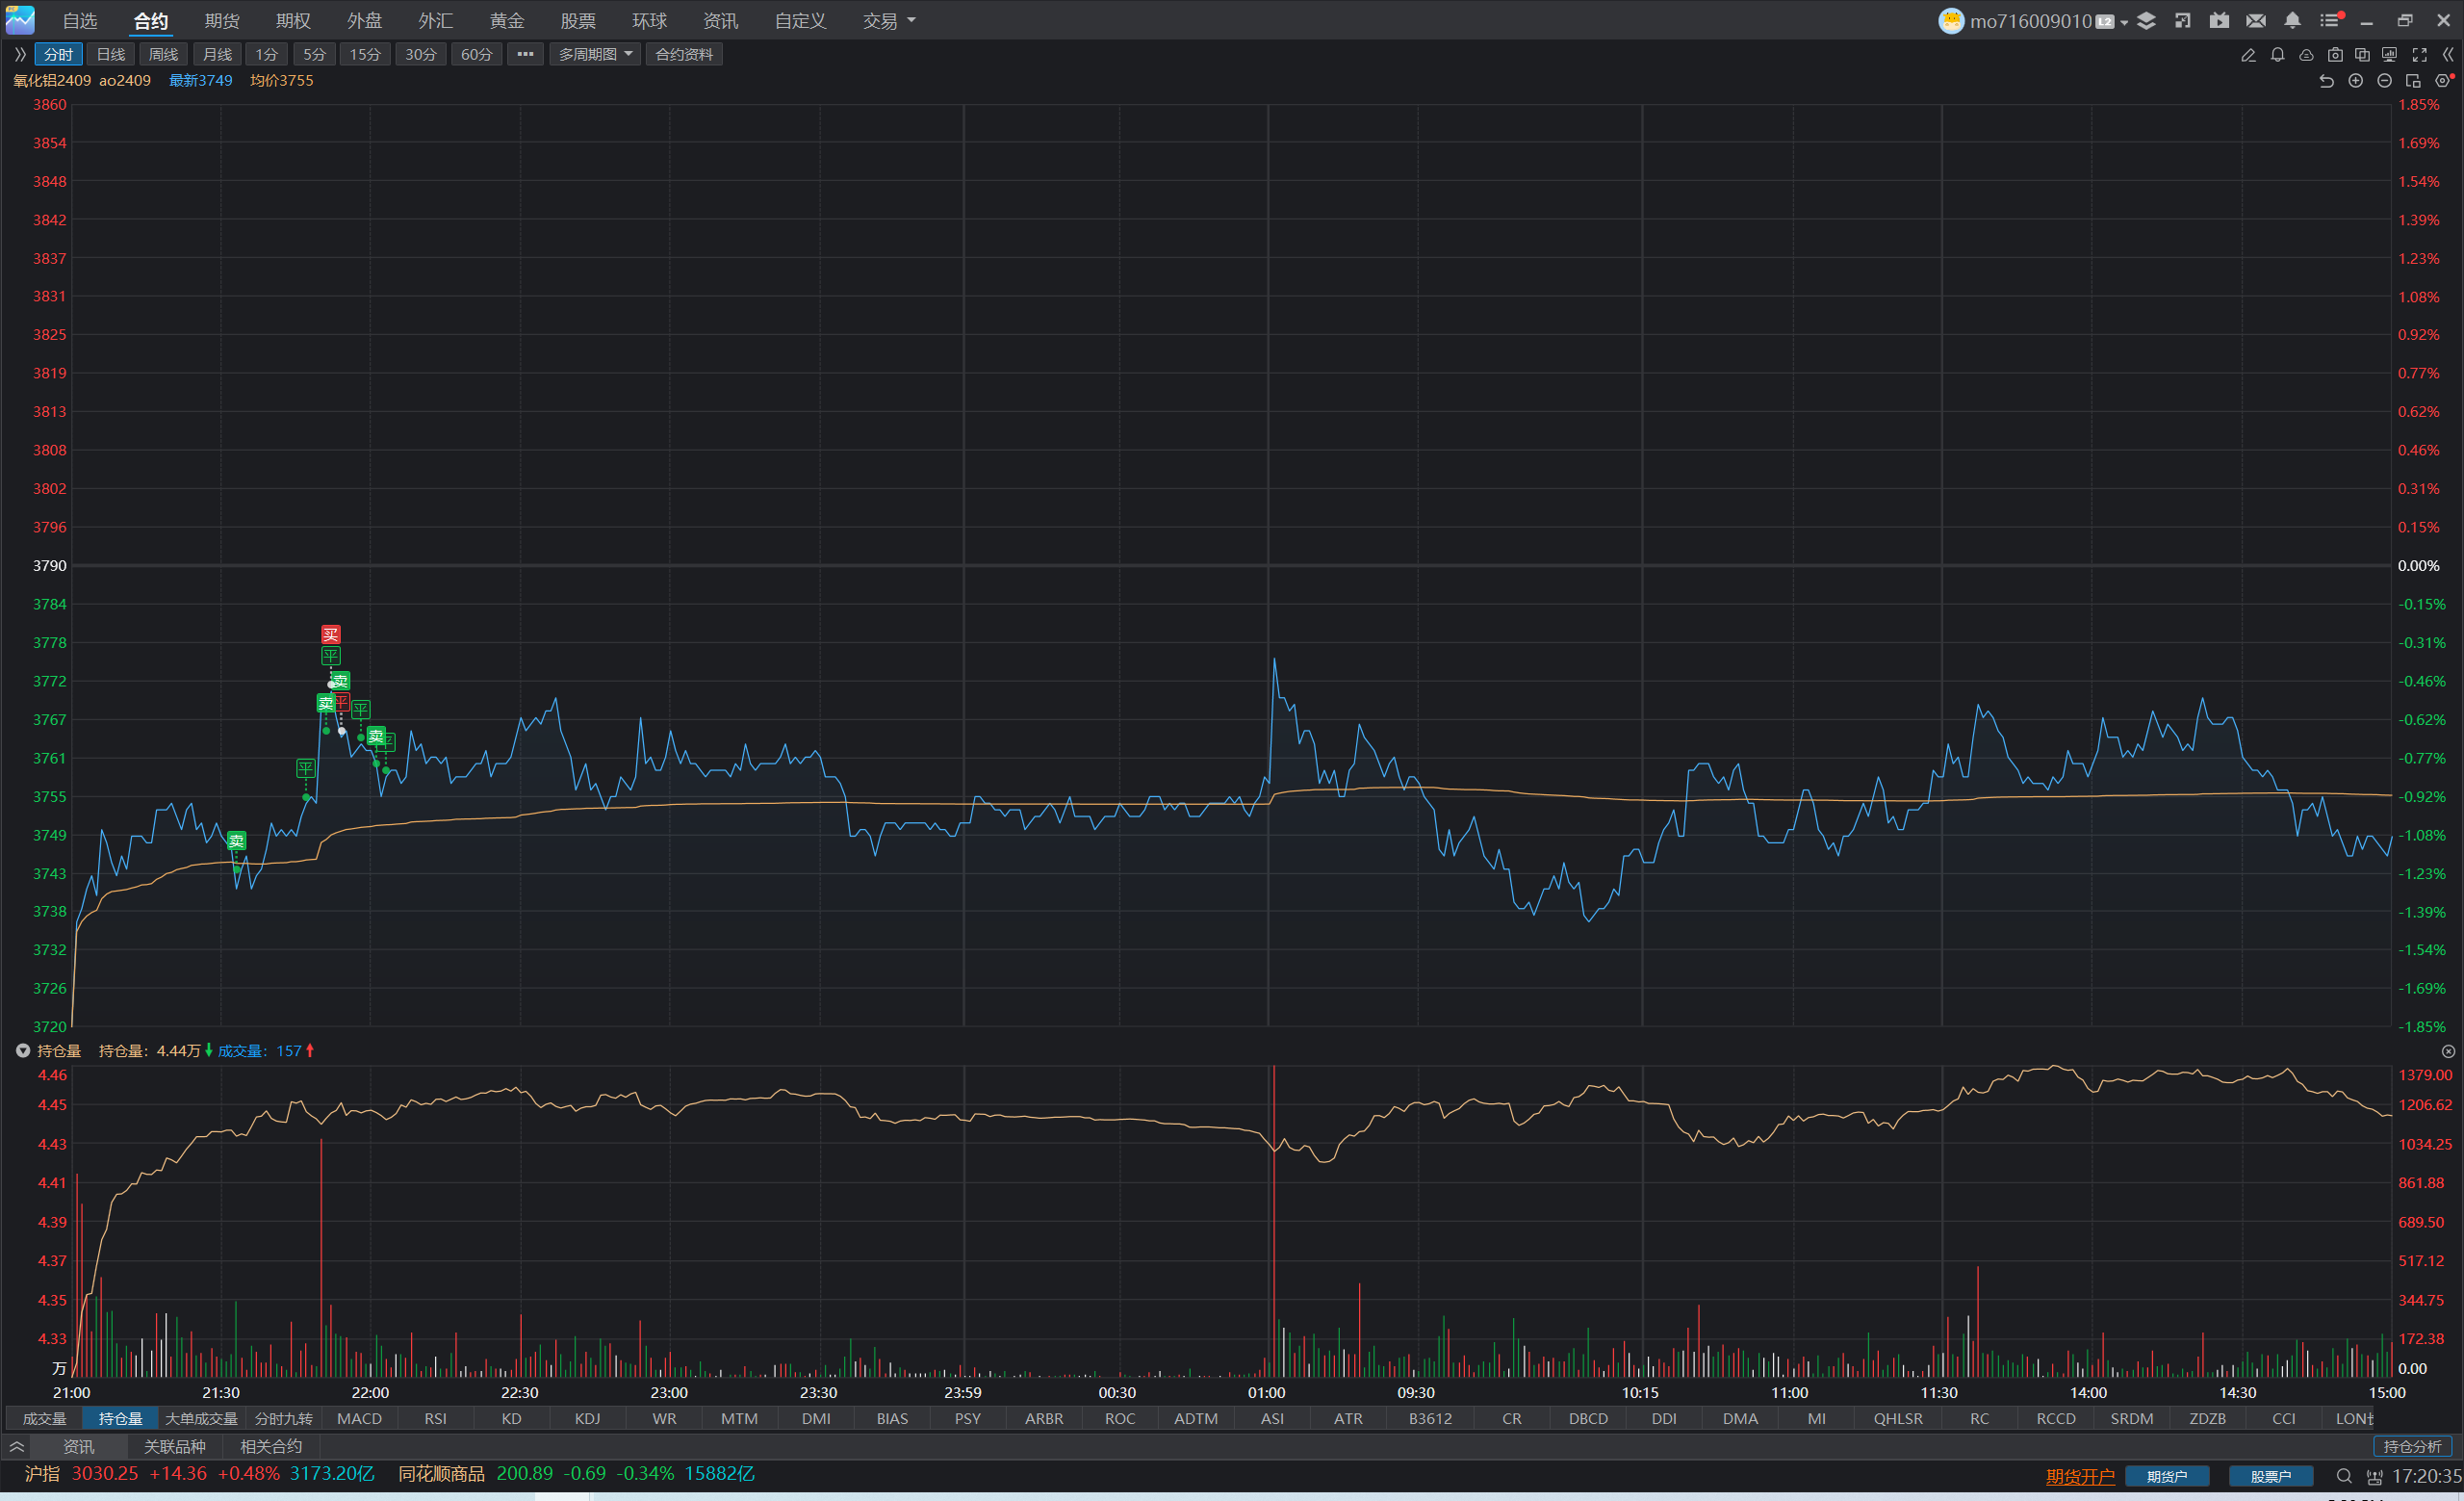 自选 合约 期货 期权 外盘 外汇 黄金 股票 环球 资讯 自定义 交易 mo716009010 L2
分时 日线 周线 月线 1分 5分 15分 30分 60分 ••• 多周期图 合约资料
氧化铝2409 ao2409 最新3749 均价3755
3860 1.85%
3854 1.69%
3848 1.54%
3842 1.39%
3837 1.23%
3831 1.08%
3825 0.92%
3819 0.77%
3813 0.62%
3808 0.46%
3802 0.31%
3796 0.15%
3790 0.00%
3784 -0.15%
买
3778 -0.31%
平
3772 卖 -0.46%
卖 平 平
3767 -0.62%
卖 平
3761 -0.77%
平
3755 -0.92%
3749 卖 -1.08%
3743 -1.23%
3738 -1.39%
3732 -1.54%
3726 -1.69%
3720 -1.85%
持仓量 持仓量：4.44万 成交量：157
4.46 1379.00
4.45 1206.62
4.43 1034.25
4.41 861.88
4.39 689.50
4.37 517.12
4.35 344.75
4.33 172.38
万 0.00
21:00 21:30 22:00 22:30 23:00 23:30 23:59 00:30 01:00 09:30 10:15 11:00 11:30 14:00 14:30 15:00
成交量 持仓量 大单成交量 分时九转 MACD RSI KD KDJ WR MTM DMI BIAS PSY ARBR ROC ADTM ASI ATR B3612 CR DBCD DDI DMA MI QHLSR RC RCCD SRDM ZDZB CCI LON
资讯 关联品种 相关合约 持仓分析
沪指 3030.25 +14.36 +0.48% 3173.20亿 同花顺商品 200.89 -0.69 -0.34% 15882亿 期货开户 期货户 股票户 17:20:35